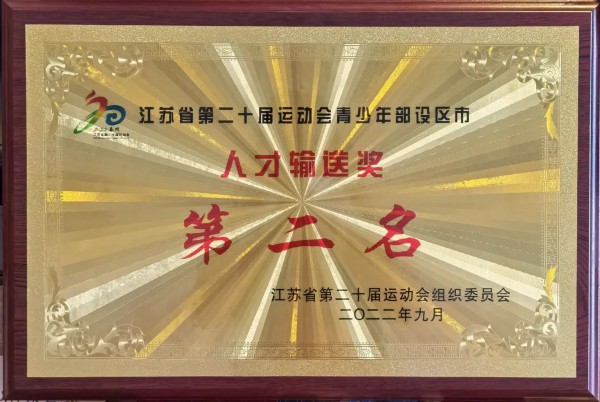 江苏省第二十届运动会青少年部设区市
人才输送奖
第二名
江苏省第二十届运动会组织委员会
二〇二二年九月